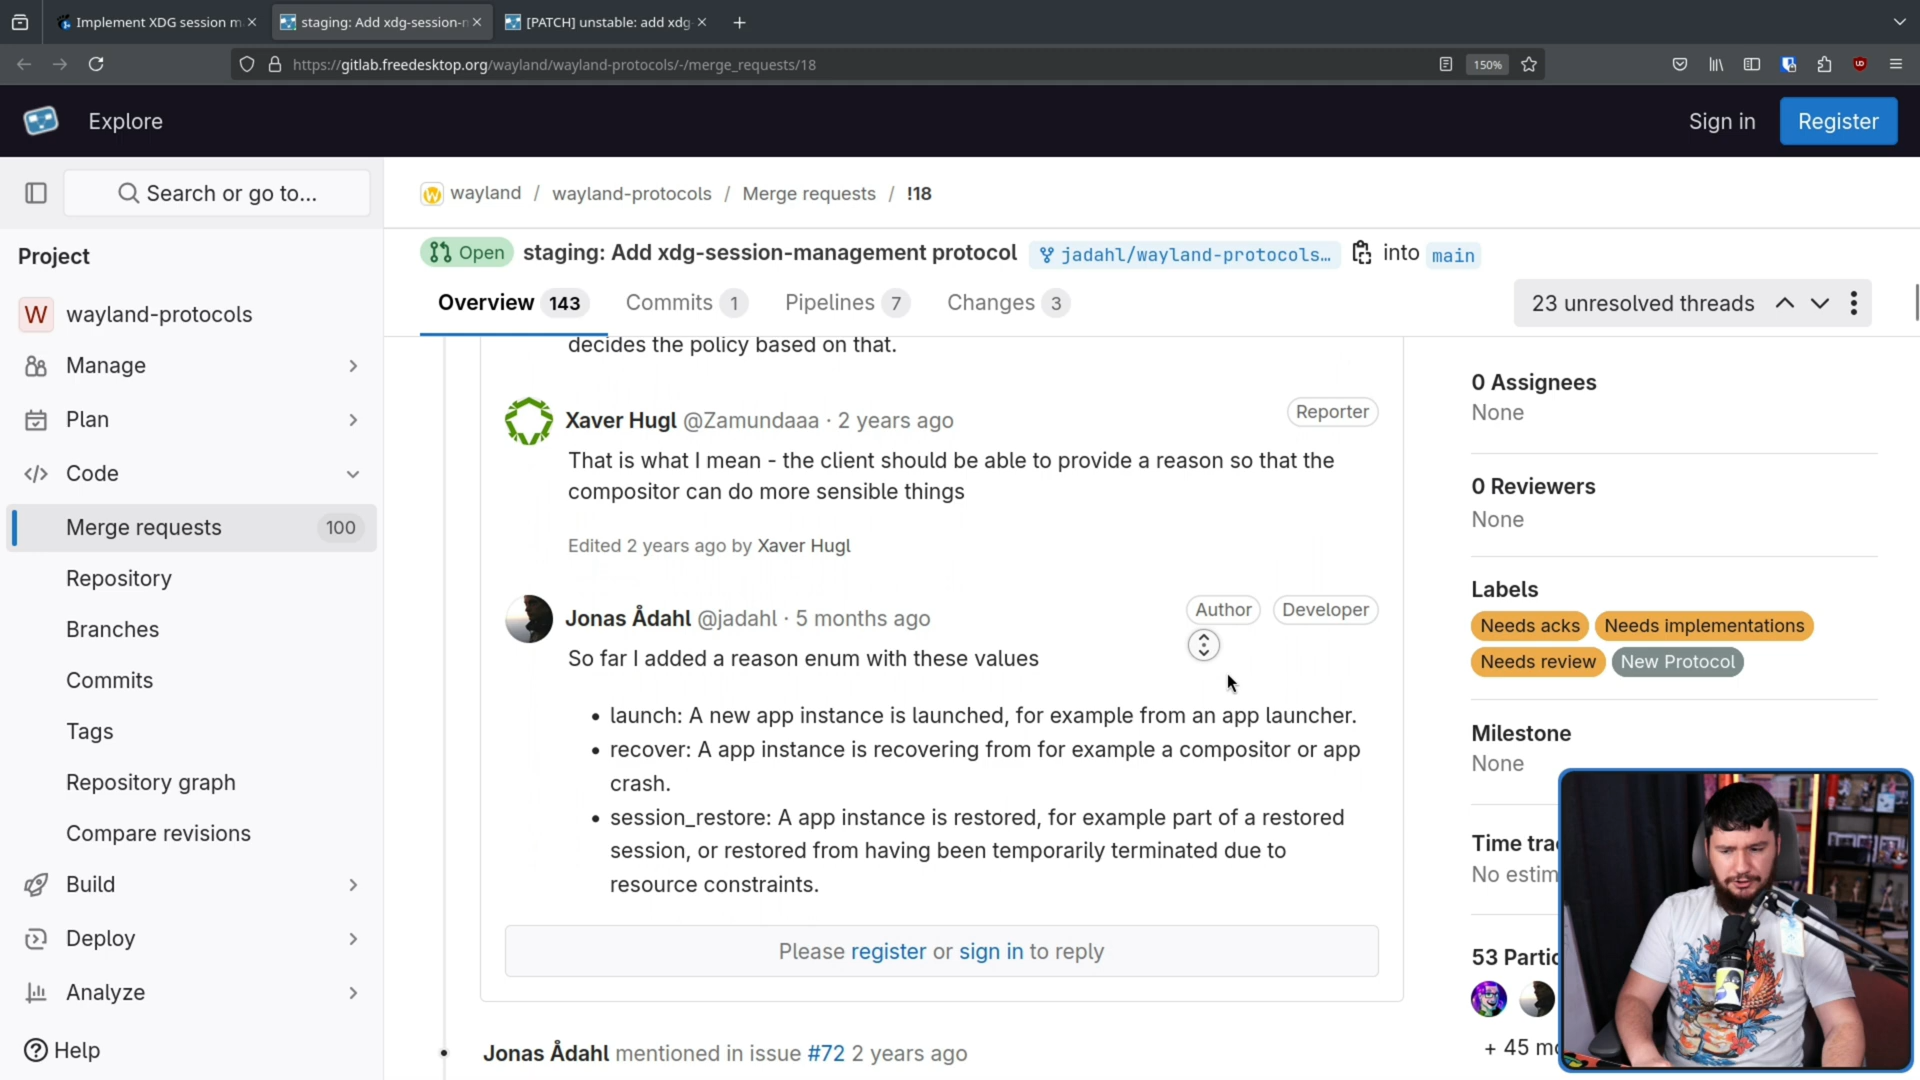 Implement XDG session m
staging: Add xdg-session-r
[PATCH] unstable: add xdg
https://gitlab.freedesktop.org/wayland/wayland-protocols/-/merge_requests/18
150%
Explore
Sign in
Register
Search or go to...
wayland / wayland-protocols / Merge requests / !18
Project
Open
staging: Add xdg-session-management protocol
jadahl/wayland-protocols…
into
main
W wayland-protocols
Overview 143
Commits 1
Pipelines 7
Changes 3
23 unresolved threads
Manage
Plan
Code
Merge requests 100
Repository
Branches
Commits
Tags
Repository graph
Compare revisions
Build
Deploy
Analyze
Help
decides the policy based on that.
Xaver Hugl @Zamundaaa · 2 years ago
Reporter
That is what I mean - the client should be able to provide a reason so that the
compositor can do more sensible things
Edited 2 years ago by Xaver Hugl
Jonas Ådahl @jadahl · 5 months ago
Author
Developer
So far I added a reason enum with these values
• launch: A new app instance is launched, for example from an app launcher.
• recover: A app instance is recovering from for example a compositor or app
crash.
• session_restore: A app instance is restored, for example part of a restored
session, or restored from having been temporarily terminated due to
resource constraints.
Please register or sign in to reply
Jonas Ådahl mentioned in issue #72 2 years ago
0 Assignees
None
0 Reviewers
None
Labels
Needs acks
Needs implementations
Needs review
New Protocol
Milestone
None
Time tra
No estim
53 Partic
+ 45 mo